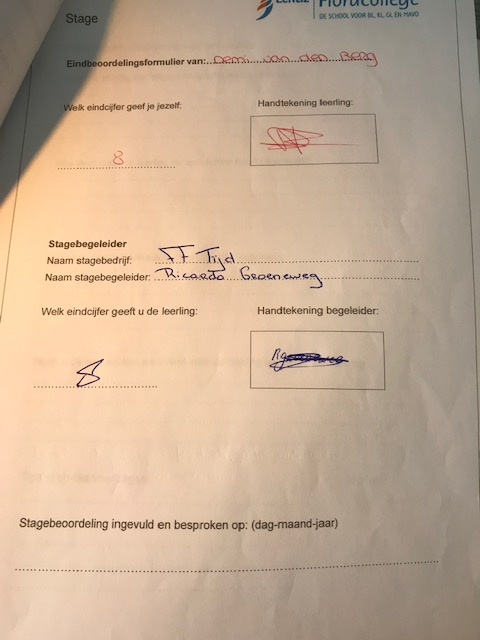 Lentiz Floracollege
DE SCHOOL VOOR BL, KL, GL EN MAVO
Stage
Eindbeoordelingsformulier van: Demi van den Berg
Welk eindcijfer geef je jezelf:
Handtekening leerling:
8
Stagebegeleider
Naam stagebedrijf: FF Tijd
Naam stagebegeleider: Ricardo Groeneweg
Welk eindcijfer geeft u de leerling:
Handtekening begeleider:
8
Stagebeoordeling ingevuld en besproken op: (dag-maand-jaar)